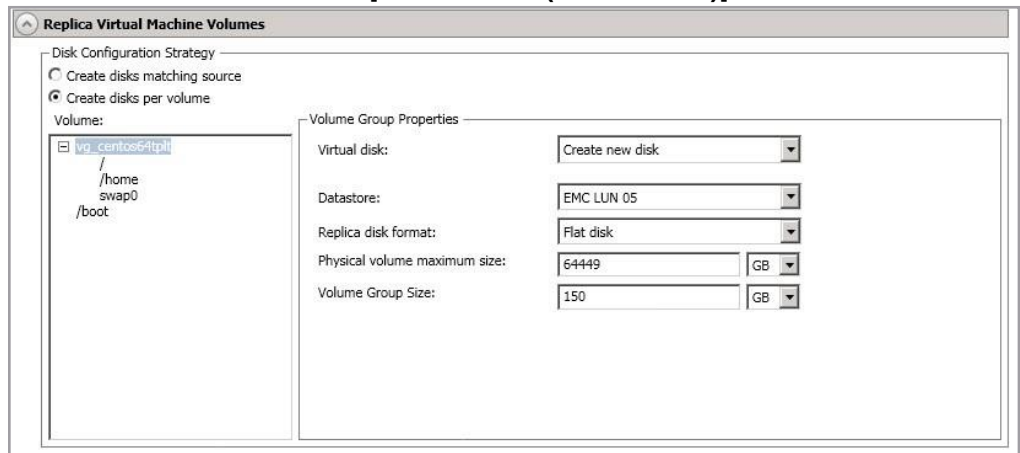 Replica Virtual Machine Volumes
Disk Configuration Strategy
Create disks matching source
Create disks per volume
Volume:
vg_centos64tplt
/
/home
swap0
/boot
Volume Group Properties
Virtual disk: Create new disk
Datastore: EMC LUN 05
Replica disk format: Flat disk
Physical volume maximum size: 64449 GB
Volume Group Size: 150 GB